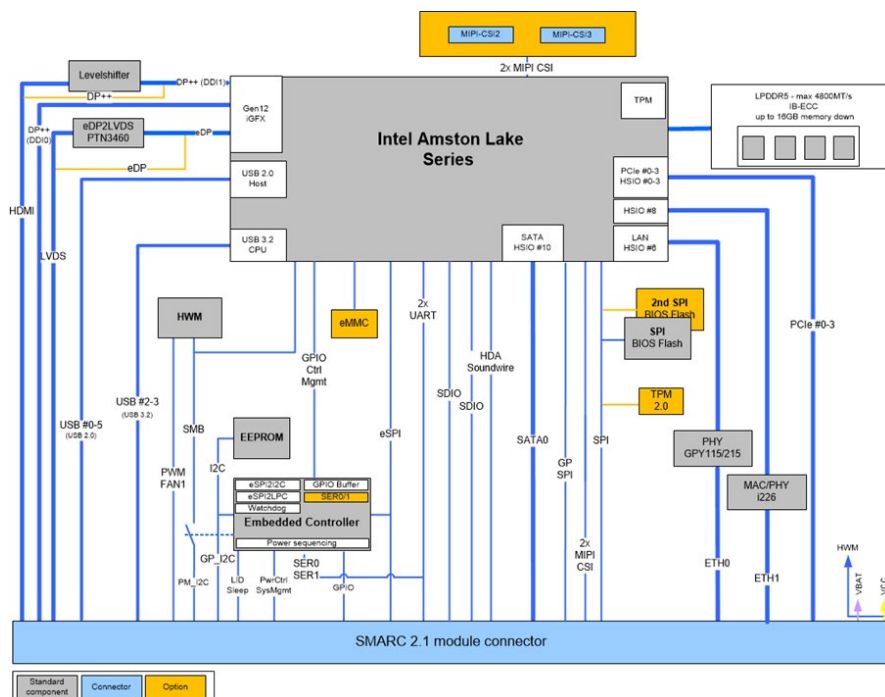 MIPI-CSI2
MIPI-CSI3
2x MIPI CSI
Levelshifter
DP++ (DDI1)
DP++
Gen12
iGFX
TPM
LPDDR5 - max 4800MT/s
IB-ECC
up to 16GB memory down
Intel Amston Lake
Series
DP++
(DDI0)
eDP2LVDS
PTN3460
eDP
eDP
USB 2.0
Host
PCIe #0-3
HSIO #0-3
HDMI
HSIO #8
LVDS
USB 3.2
CPU
SATA
HSIO #10
LAN
HSIO #6
HWM
eMMC
2x
UART
2nd SPI
BIOS Flash
SPI
BIOS Flash
PCIe #0-3
GPIO
Ctrl
Mgmt
HDA
Soundwire
USB #2-3
(USB 3.2)
SDIO
SDIO
TPM
2.0
USB #0-5
(USB 2.0)
SMB
EEPROM
eSPI
SATA0
SPI
PHY
GPY115/215
PWM
FAN1
I2C
GP
SPI
eSPI2I2C
GPIO Buffer
eSPI2LPC
SER0/1
Watchdog
Embedded Controller
Power sequencing
MAC/PHY
i226
GP_I2C
SER0
SER1
2x
MIPI
CSI
ETH0
ETH1
HWM
VBAT
VCC
PM_I2C
LID
Sleep
PwrCtrl
SysMgmt
GPIO
SMARC 2.1 module connector
Standard
component
Connector
Option